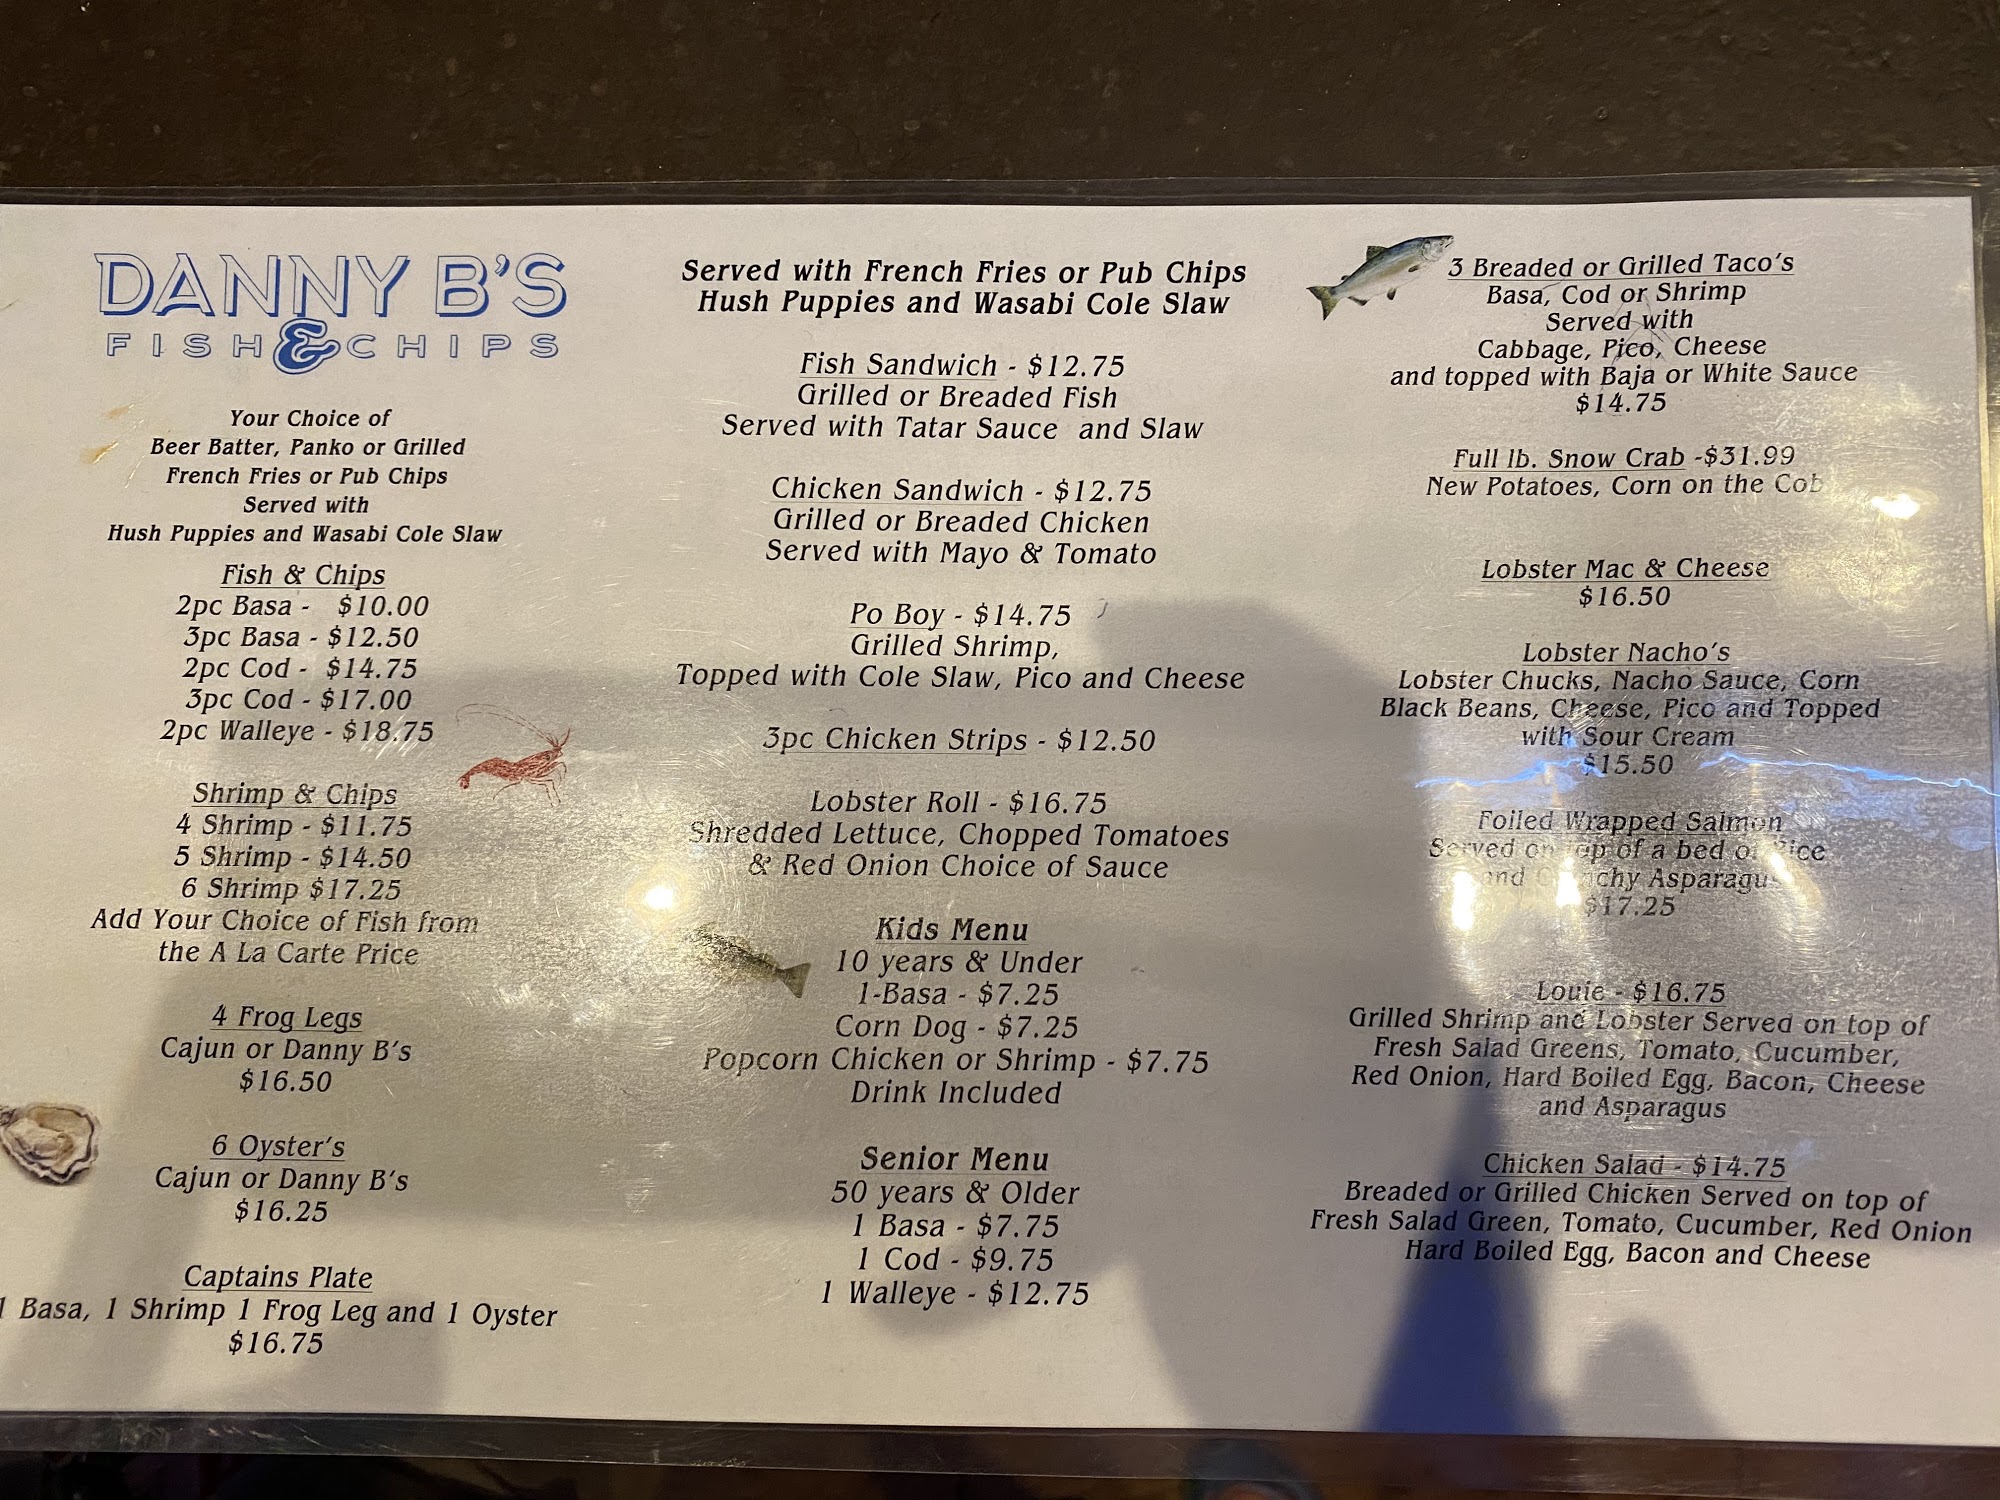 DANNY B'S
FISH & CHIPS
Your Choice of
Beer Batter, Panko or Grilled
French Fries or Pub Chips
Served with
Hush Puppies and Wasabi Cole Slaw
Fish & Chips
2pc Basa - $10.00
3pc Basa - $12.50
2pc Cod - $14.75
3pc Cod - $17.00
2pc Walleye - $18.75
Shrimp & Chips
4 Shrimp - $11.75
5 Shrimp - $14.50
6 Shrimp $17.25
Add Your Choice of Fish from
the A La Carte Price
4 Frog Legs
Cajun or Danny B's
$16.50
6 Oyster's
Cajun or Danny B's
$16.25
Captains Plate
1 Basa, 1 Shrimp 1 Frog Leg and 1 Oyster
$16.75
Served with French Fries or Pub Chips
Hush Puppies and Wasabi Cole Slaw
Fish Sandwich - $12.75
Grilled or Breaded Fish
Served with Tatar Sauce and Slaw
Chicken Sandwich - $12.75
Grilled or Breaded Chicken
Served with Mayo & Tomato
Po Boy - $14.75
Grilled Shrimp,
Topped with Cole Slaw, Pico and Cheese
3pc Chicken Strips - $12.50
Lobster Roll - $16.75
Shredded Lettuce, Chopped Tomatoes
& Red Onion Choice of Sauce
Kids Menu
10 years & Under
1-Basa - $7.25
Corn Dog - $7.25
Popcorn Chicken or Shrimp - $7.75
Drink Included
Senior Menu
50 years & Older
1 Basa - $7.75
1 Cod - $9.75
1 Walleye - $12.75
3 Breaded or Grilled Taco's
Basa, Cod or Shrimp
Served with
Cabbage, Pico, Cheese
and topped with Baja or White Sauce
$14.75
Full lb. Snow Crab -$31.99
New Potatoes, Corn on the Cob
Lobster Mac & Cheese
$16.50
Lobster Nacho's
Lobster Chucks, Nacho Sauce, Corn
Black Beans, Cheese, Pico and Topped
with Sour Cream
$15.50
Foiled Wrapped Salmon
Served on top of a bed of Rice
and Crunchy Asparagus
$17.25
Louie - $16.75
Grilled Shrimp and Lobster Served on top of
Fresh Salad Greens, Tomato, Cucumber,
Red Onion, Hard Boiled Egg, Bacon, Cheese
and Asparagus
Chicken Salad - $14.75
Breaded or Grilled Chicken Served on top of
Fresh Salad Green, Tomato, Cucumber, Red Onion
Hard Boiled Egg, Bacon and Cheese